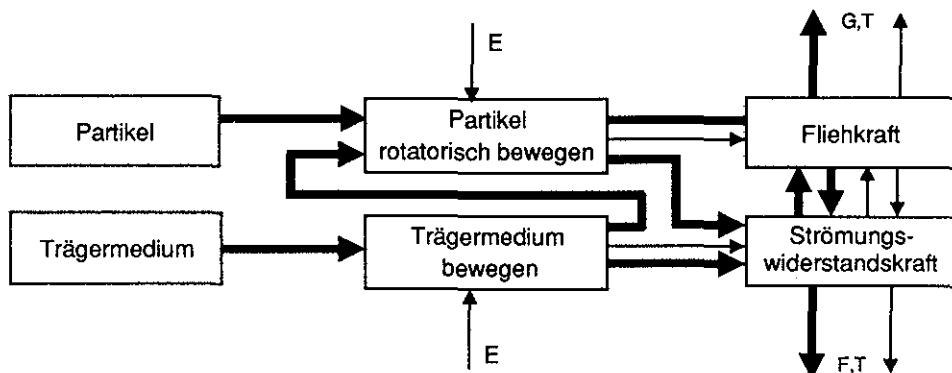 E
G,T
Partikel
Partikel
rotatorisch bewegen
Fliehkraft
Trägermedium
Trägermedium
bewegen
Strömungs-
widerstandskraft
E
F,T